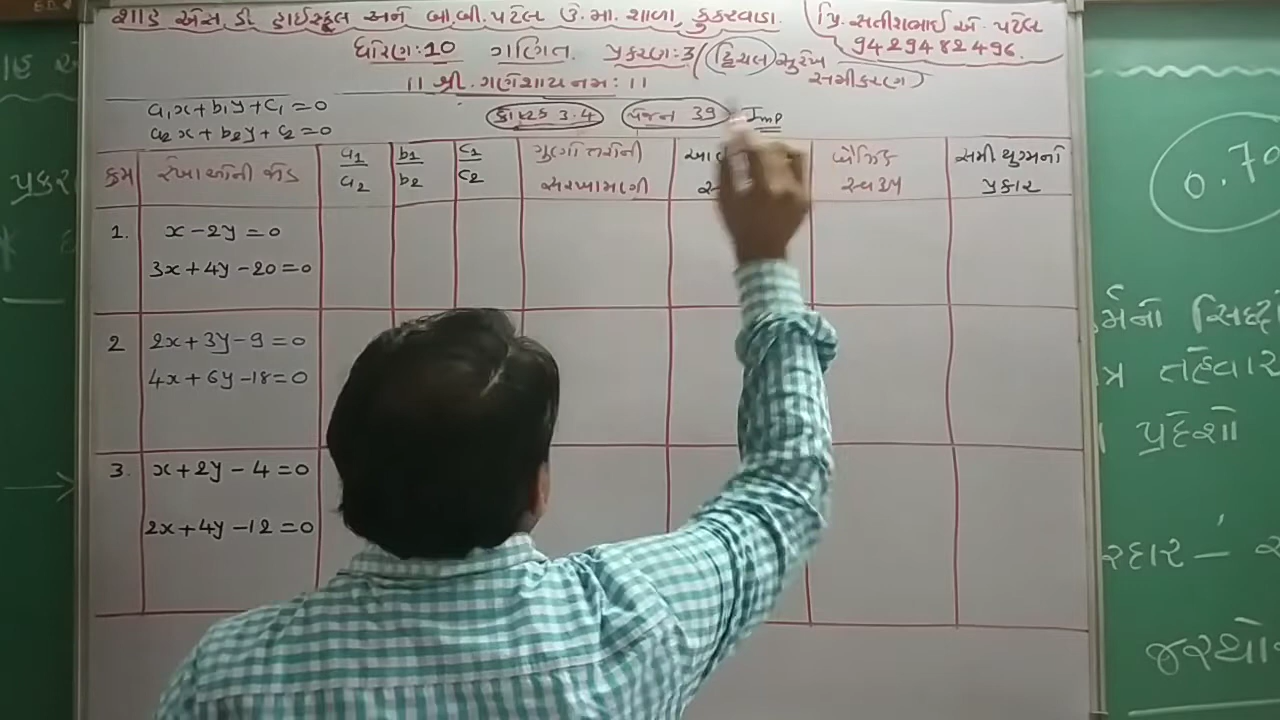 શાહ એસ.ડી હાઈસ્કૂલ અને બી.બી.પટેલ ઉ.મા.શાળા, કુકરવાડા
પ્રિ.સતીશભાઈ એ. પટેલ
9429482496.
ધોરણ:10 ગણિત. પ્રકરણ:3 (દ્વિચલ સુરેખ
સમીકરણ)
।। શ્રી ગણેશાય નમ: ।।
a₁x+b₁y+c₁=0
a₂x+b₂y+c₂=0
કોષ્ટક 3.4 પેજન 39 Imp
ક્રમ રેખાઓની જોડ a₁/a₂ b₁/b₂ c₁/c₂ ગુણોત્તરોની સરખામણી બૈજિક સ્વરૂપ સમી યુગ્મનો પ્રકાર
1. x-2y=0
3x+4y-20=0
2 2x+3y-9=0
4x+6y-18=0
3. x+2y-4=0
2x+4y-12=0
0.70
પ્રદેશો